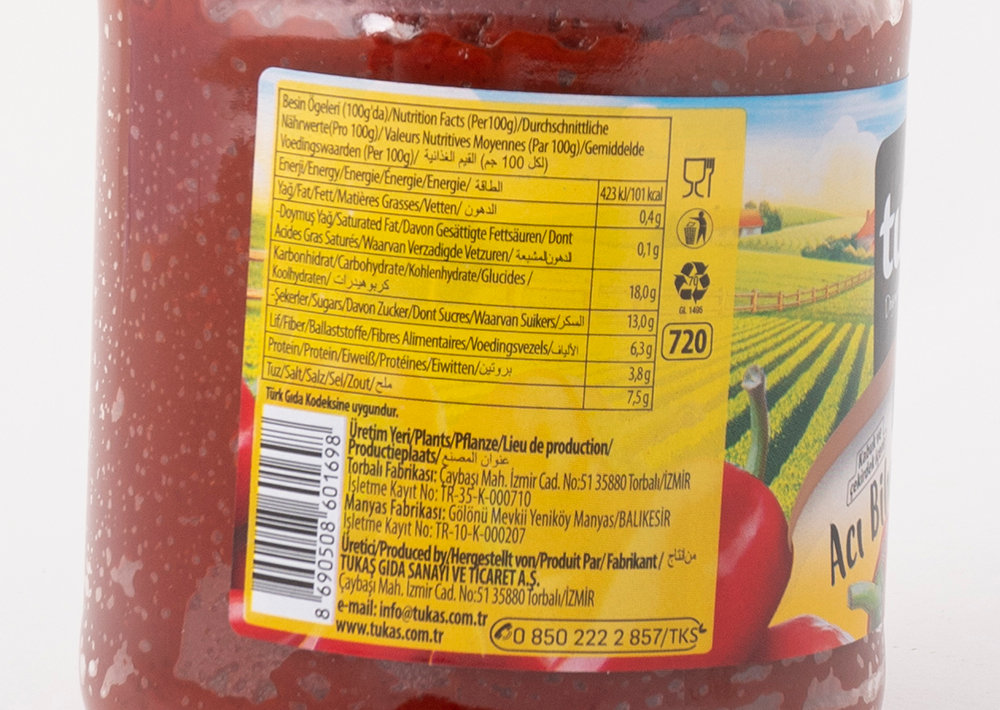 Besin Ögeleri (100g'da)/Nutrition Facts (Per100g)/Durchschnittliche
Nährwerte(Pro 100g)/ Valeurs Nutritives Moyennes (Par 100g)/Gemiddelde
Voedingswaarden (Per 100g)/ القيم الغذائية (لكل 100 جم)
Enerji/Energy/Energie/Énergie/Energie/ الطاقة 423 kJ/101 kcal
Yağ/Fat/Fett/Matières Grasses/Vetten/ الدهون 0,4g
-Doymuş Yağ/Saturated Fat/Davon Gesättigte Fettsäuren/ Dont
Acides Gras Saturés/Waarvan Verzadigde Vetzuren/ الدهون المشبعة 0,1g
Karbonhidrat/Carbohydrate/Kohlenhydrate/Glucides /
Koolhydraten/ كربوهيدرات 18,0g
-Şekerler/Sugars/Davon Zucker/Dont Sucres/Waarvan Suikers/ السكر 13,0g
Lif/Fiber/Ballaststoffe/Fibres Alimentaires/Voedingsvezels/ الألياف 6,3g
Protein/Protein/Eiweiß/Protéines/Eiwitten/ بروتين 3,8g
Tuz/Salt/Salz/Sel/Zout/ ملح 7,5g
Türk Gıda Kodeksine uygundur.
70
GL 1495
720
8 690508 601698
Üretim Yeri/Plants/Pflanze/Lieu de production/
Productieplaats/ عنوان المصنع
Torbalı Fabrikası: Çaybaşı Mah. İzmir Cad. No:51 35880 Torbalı/İZMİR
İşletme Kayıt No: TR-35-K-000710
Manyas Fabrikası: Gölönü Mevkii Yeniköy Manyas/BALIKESİR
İşletme Kayıt No: TR-10-K-000207
Üretici/Produced by/Hergestellt von/Produit Par/ Fabrikant/ من انتاج
TUKAŞ GIDA SANAYİ VE TİCARET A.Ş.
Çaybaşı Mah. İzmir Cad. No:51 35880 Torbalı/İZMİR
e-mail: info@tukas.com.tr
www.tukas.com.tr
0 850 222 2 857/TKŞ
tu
Acı Bi